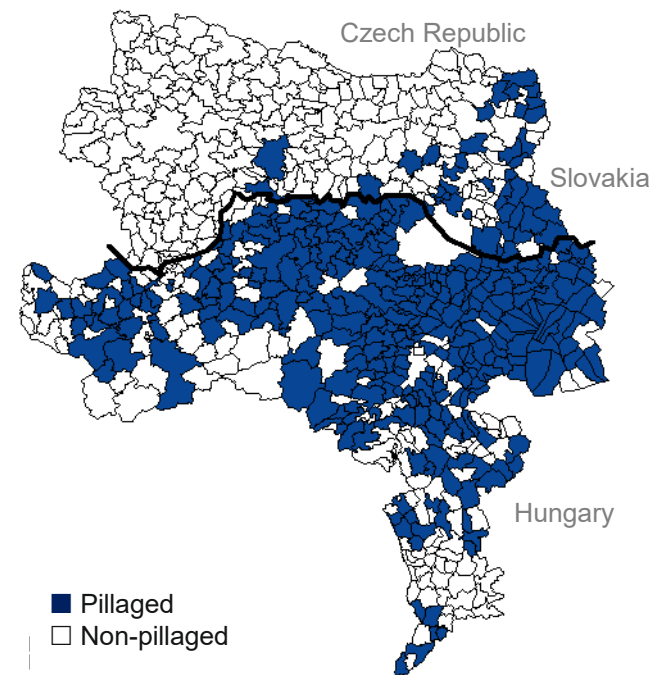 Czech Republic
Slovakia
Hungary
Pillaged
Non-pillaged